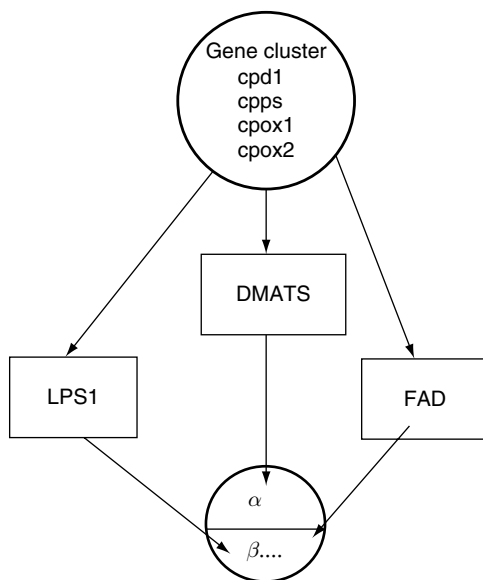 Gene cluster
cpd1
cpps
cpox1
cpox2
DMATS
LPS1
FAD
α
β....